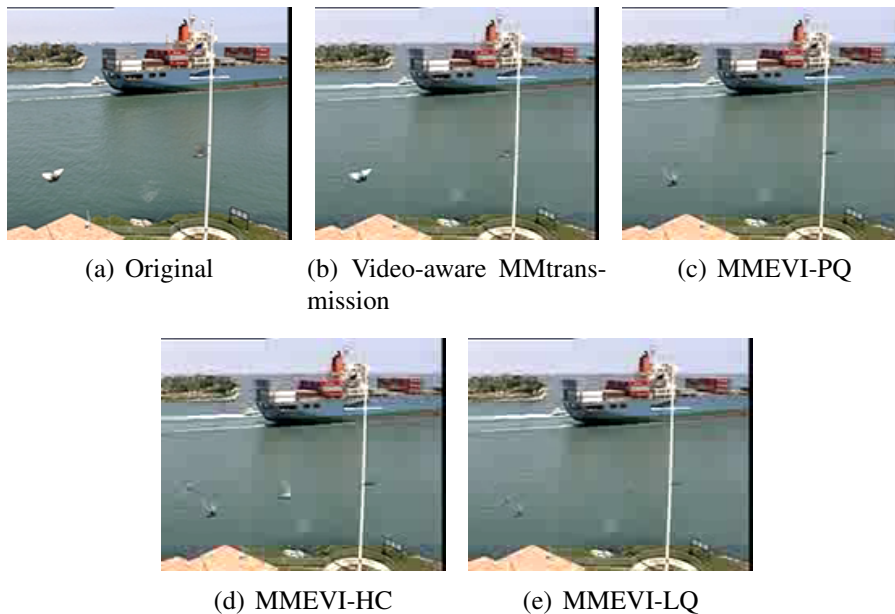 (a) Original
(b) Video-aware MMtrans-
mission
(c) MMEVI-PQ
(d) MMEVI-HC
(e) MMEVI-LQ